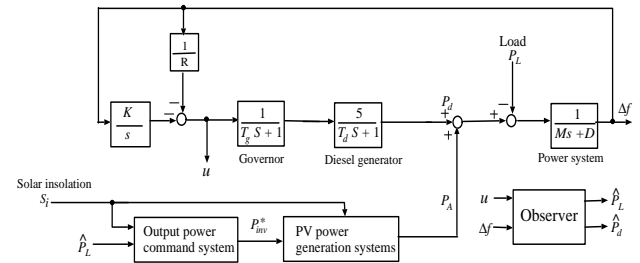 1
R
Load
P_L
Δf
K
s
−
−
1
T_g S + 1
5
T_d S + 1
P_d
+
+
−
+
1
Ms +D
Governor
Diesel generator
Power system
u
Solar insolation
S_i
P_A
P̂_L
Output power
command system
P*_inv
PV power
generation systems
u
Δf
Observer
P̂_L
P̂_d